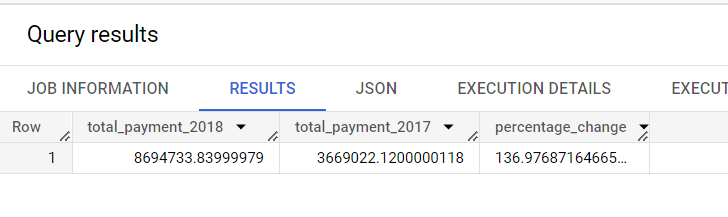 Query results
JOB INFORMATION RESULTS JSON EXECUTION DETAILS EXECUT
Row total_payment_2018 total_payment_2017 percentage_change
1 8694733.83999979 3669022.1200000118 136.97687164665...